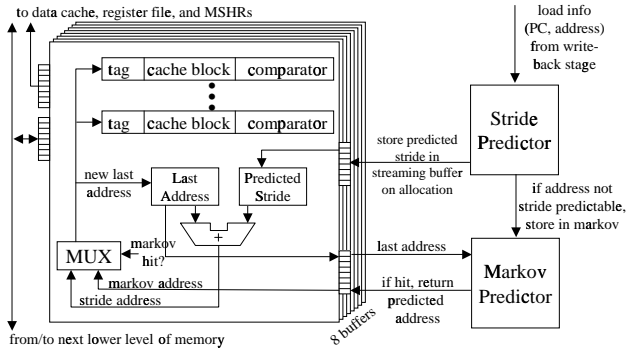 to data cache, register file, and MSHRs
load info
(PC, address)
from write-
back stage
tag cache block comparator
tag cache block comparator
Stride
Predictor
store predicted
stride in
streaming buffer
on allocation
new last
address
Last
Address
Predicted
Stride
if address not
stride predictable,
store in markov
+
MUX
markov
hit?
last address
Markov
Predictor
markov address
stride address
if hit, return
predicted
address
8 buffers
from/to next lower level of memory